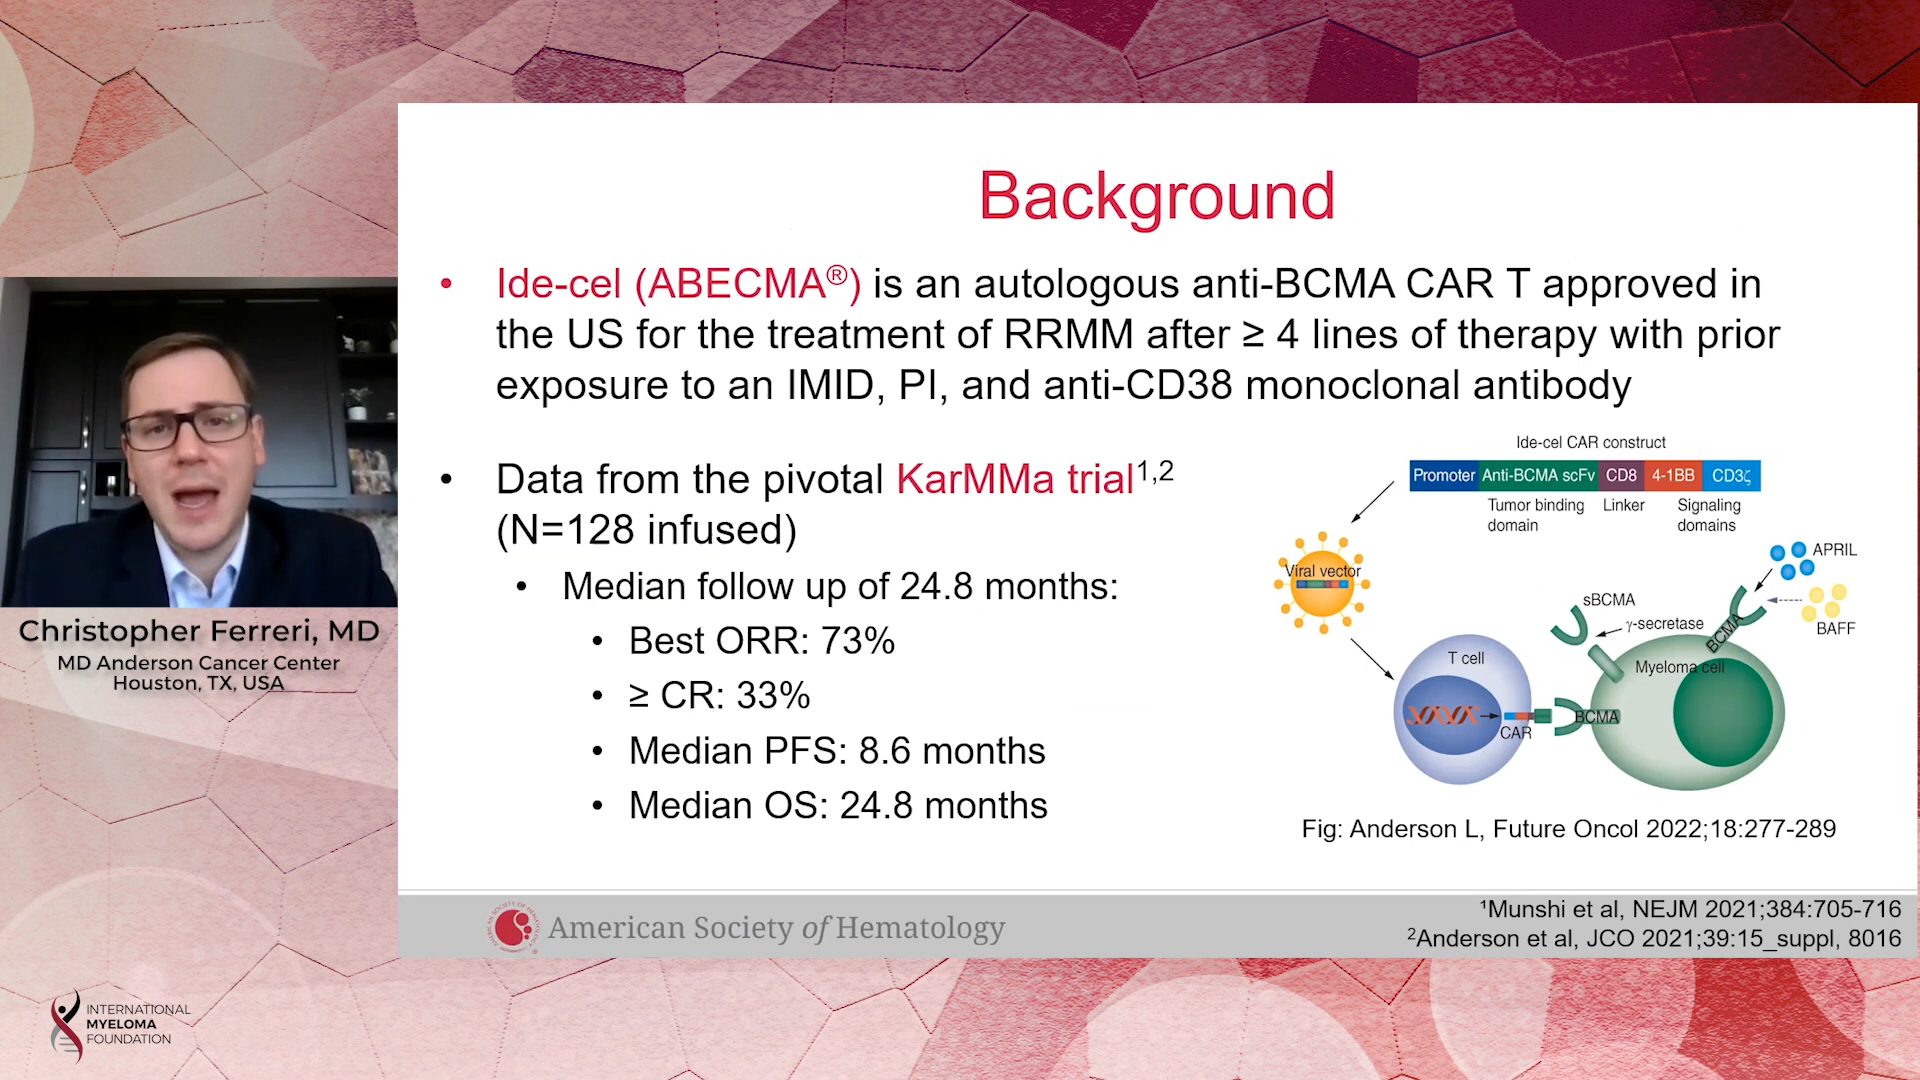 Background
• Ide-cel (ABECMA®) is an autologous anti-BCMA CAR T approved in
the US for the treatment of RRMM after ≥ 4 lines of therapy with prior
exposure to an IMID, PI, and anti-CD38 monoclonal antibody
• Data from the pivotal KarMMa trial1,2
(N=128 infused)
• Median follow up of 24.8 months:
• Best ORR: 73%
• ≥ CR: 33%
• Median PFS: 8.6 months
• Median OS: 24.8 months
Ide-cel CAR construct
Promoter Anti-BCMA scFv CD8 4-1BB CD3ζ
Tumor binding domain
Linker
Signaling domains
Viral vector
APRIL
BAFF
sBCMA
γ-secretase
BCMA
T cell
Myeloma cell
CAR
BCMA
Fig: Anderson L, Future Oncol 2022;18:277-289
American Society of Hematology
1Munshi et al, NEJM 2021;384:705-716
2Anderson et al, JCO 2021;39:15_suppl, 8016
Christopher Ferreri, MD
MD Anderson Cancer Center
Houston, TX, USA
INTERNATIONAL
MYELOMA
FOUNDATION